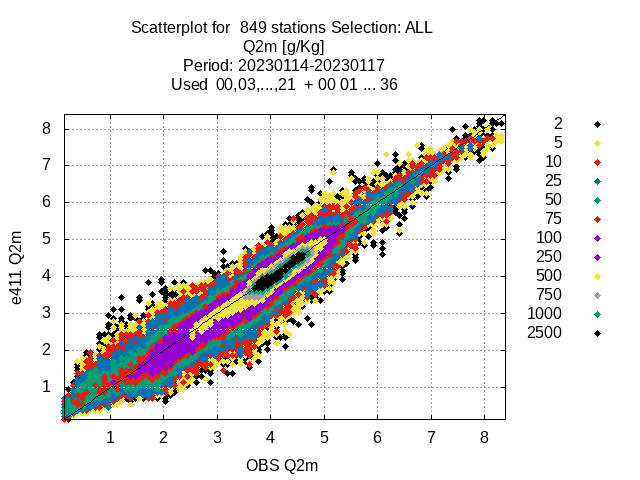 Scatterplot for  849 stations Selection: ALL
Q2m [g/Kg]
Period: 20230114-20230117
Used  00,03,...,21  + 00 01 ... 36
e411 Q2m
8
7
6
5
4
3
2
1
1 2 3 4 5 6 7 8
OBS Q2m
2
5
10
25
50
75
100
250
500
750
1000
2500